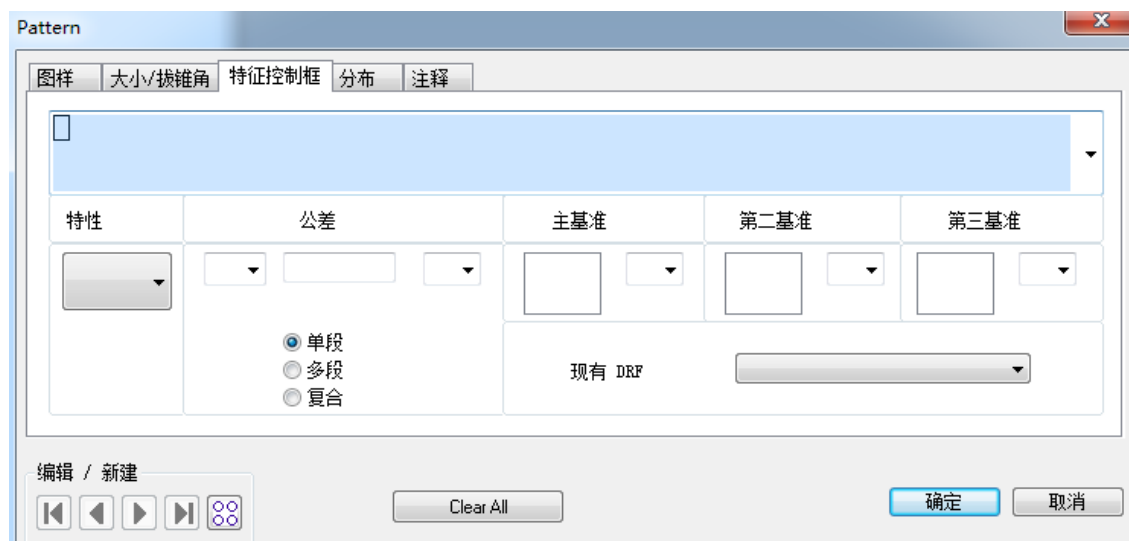 Pattern
图样 大小/拔锥角 特征控制框 分布 注释
特性 公差 主基准 第二基准 第三基准
单段
多段
复合
现有 DRF
编辑 / 新建
Clear All 确定 取消